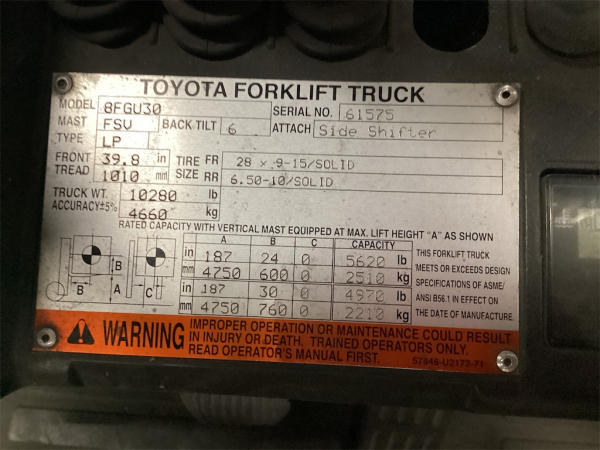 TOYOTA FORKLIFT TRUCK
MODEL 8FGU30 SERIAL NO. 61575
MAST FSV BACK TILT 6 ATTACH Side Shifter
TYPE LP
FRONT TREAD 39.8 in TIRE SIZE FR 28 x 9-15/SOLID
1010 mm RR 6.50-10/SOLID
TRUCK WT. 10280 lb
ACCURACY±5% 4660 kg
RATED CAPACITY WITH VERTICAL MAST EQUIPPED AT MAX. LIFT HEIGHT "A" AS SHOWN
A B C CAPACITY
in 187 24 0 5620 lb
mm 4750 600 0 2510 kg
in 187 30 0 4970 lb
mm 4750 760 0 2210 kg
B
B A C
THIS FORKLIFT TRUCK
MEETS OR EXCEEDS DESIGN
SPECIFICATIONS OF ASME/
ANSI B56.1 IN EFFECT ON
THE DATE OF MANUFACTURE.
WARNING
IMPROPER OPERATION OR MAINTENANCE COULD RESULT
IN INJURY OR DEATH. TRAINED OPERATORS ONLY.
READ OPERATOR'S MANUAL FIRST.
57848-U2172-71